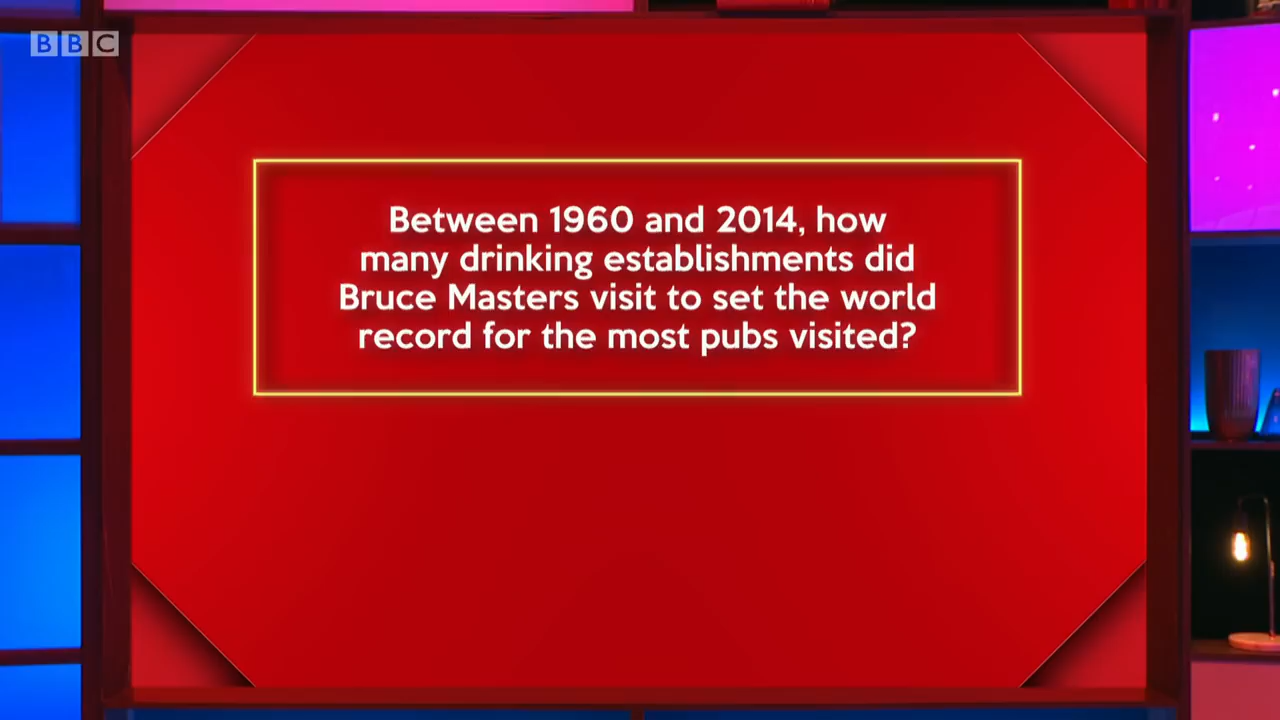 BBC
Between 1960 and 2014, how
many drinking establishments did
Bruce Masters visit to set the world
record for the most pubs visited?